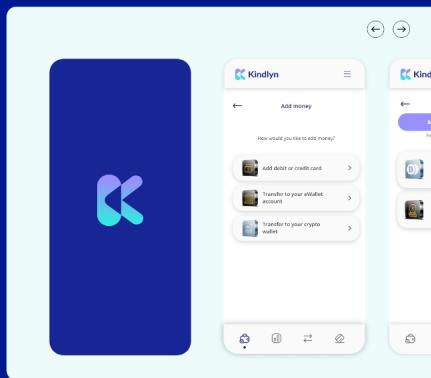 Kindlyn
Add money
How would you like to add money?
Add debit or credit card
Transfer to your eWallet
account
Transfer to your crypto
wallet
Kind